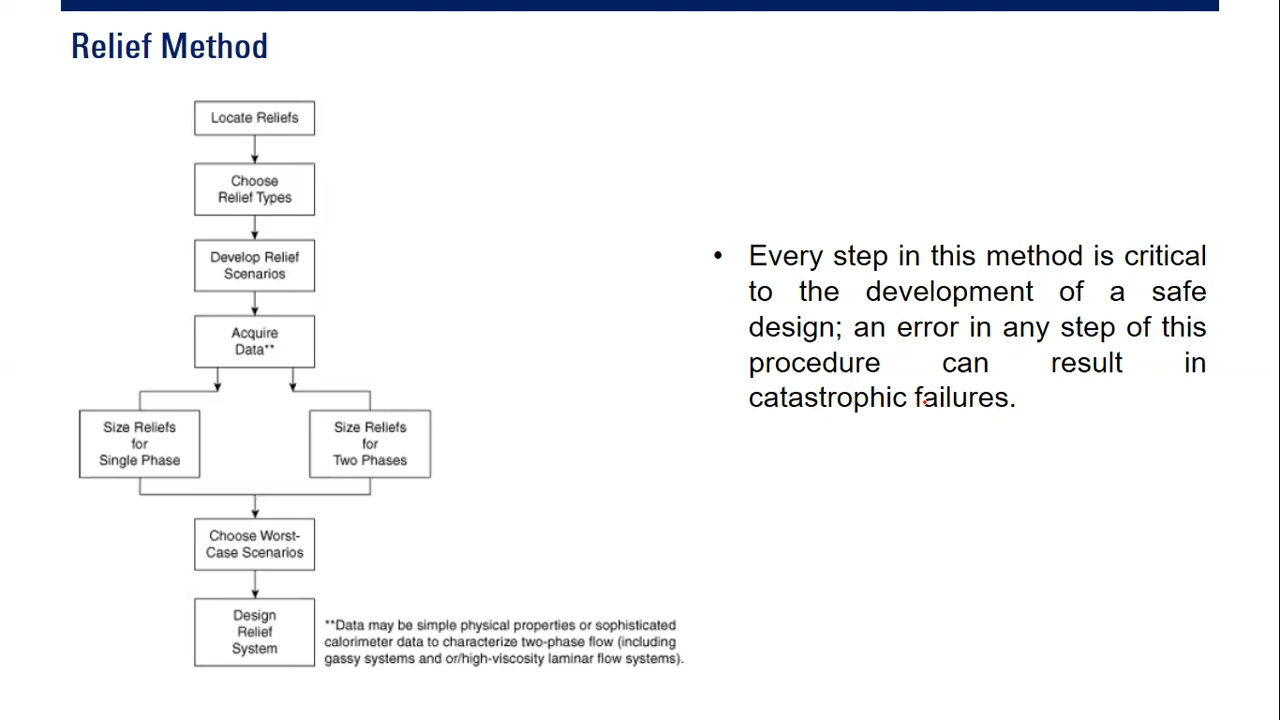 Relief Method
Locate Reliefs
Choose
Relief Types
Develop Relief
Scenarios
Acquire
Data**
Size Reliefs
for
Single Phase
Size Reliefs
for
Two Phases
Choose Worst-
Case Scenarios
Design
Relief
System
**Data may be simple physical properties or sophisticated
calorimeter data to characterize two-phase flow (including
gassy systems and or/high-viscosity laminar flow systems).
• Every step in this method is critical
to the development of a safe
design; an error in any step of this
procedure can result in
catastrophic failures.